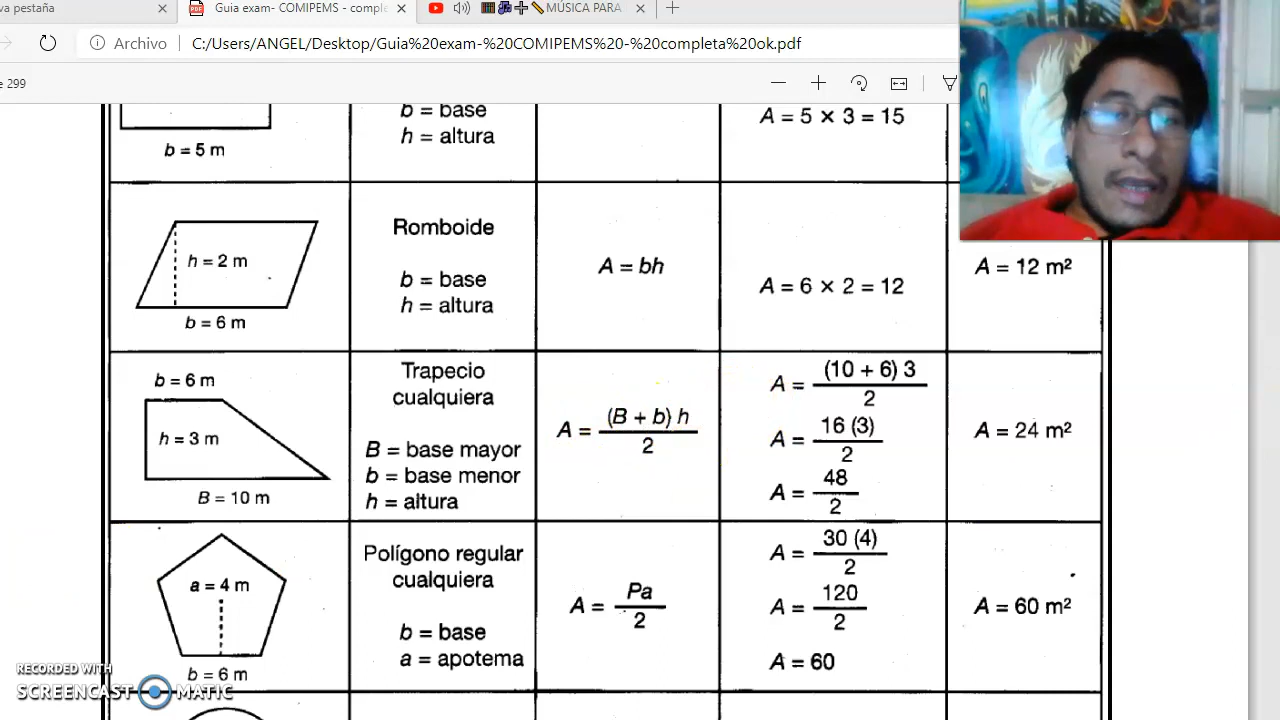 va pestaña
Guia exam- COMIPEMS - comple
MÚSICA PARA
Archivo
C:/Users/ANGEL/Desktop/Guia%20exam-%20COMIPEMS%20-%20completa%20ok.pdf
e 299
b = 5 m
b = base
h = altura
A = 5 × 3 = 15
h = 2 m
b = 6 m
Romboide
b = base
h = altura
A = bh
A = 6 × 2 = 12
A = 12 m²
b = 6 m
h = 3 m
B = 10 m
Trapecio
cualquiera
B = base mayor
b = base menor
h = altura
A = (B + b) h / 2
A = (10 + 6) 3 / 2
A = 16 (3) / 2
A = 48 / 2
A = 24 m²
a = 4 m
b = 6 m
Polígono regular
cualquiera
b = base
a = apotema
A = Pa / 2
A = 30 (4) / 2
A = 120 / 2
A = 60
A = 60 m²
RECORDED WITH
SCREENCAST MATIC